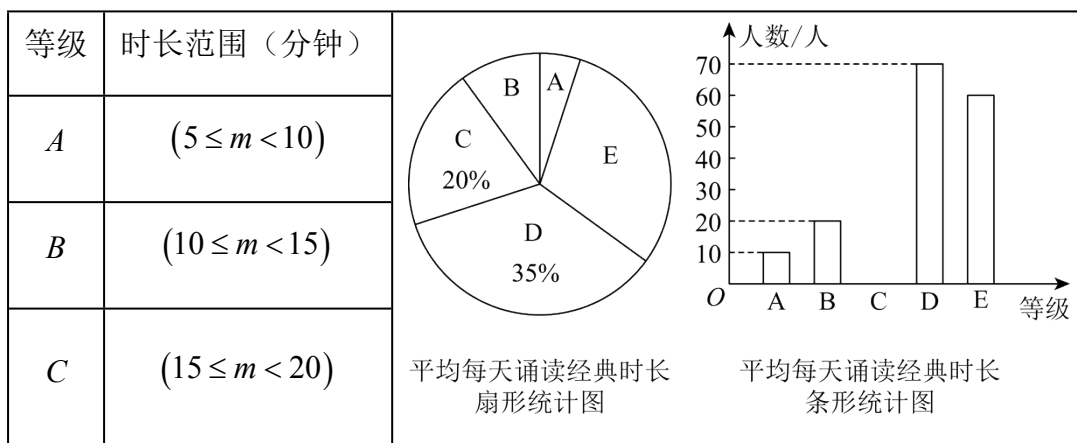 等级 时长范围（分钟）
A (5≤m<10)
B (10≤m<15)
C (15≤m<20)
A
B
C
20%
D
35%
E
平均每天诵读经典时长
扇形统计图
人数/人
70
60
50
40
30
20
10
O A B C D E 等级
平均每天诵读经典时长
条形统计图